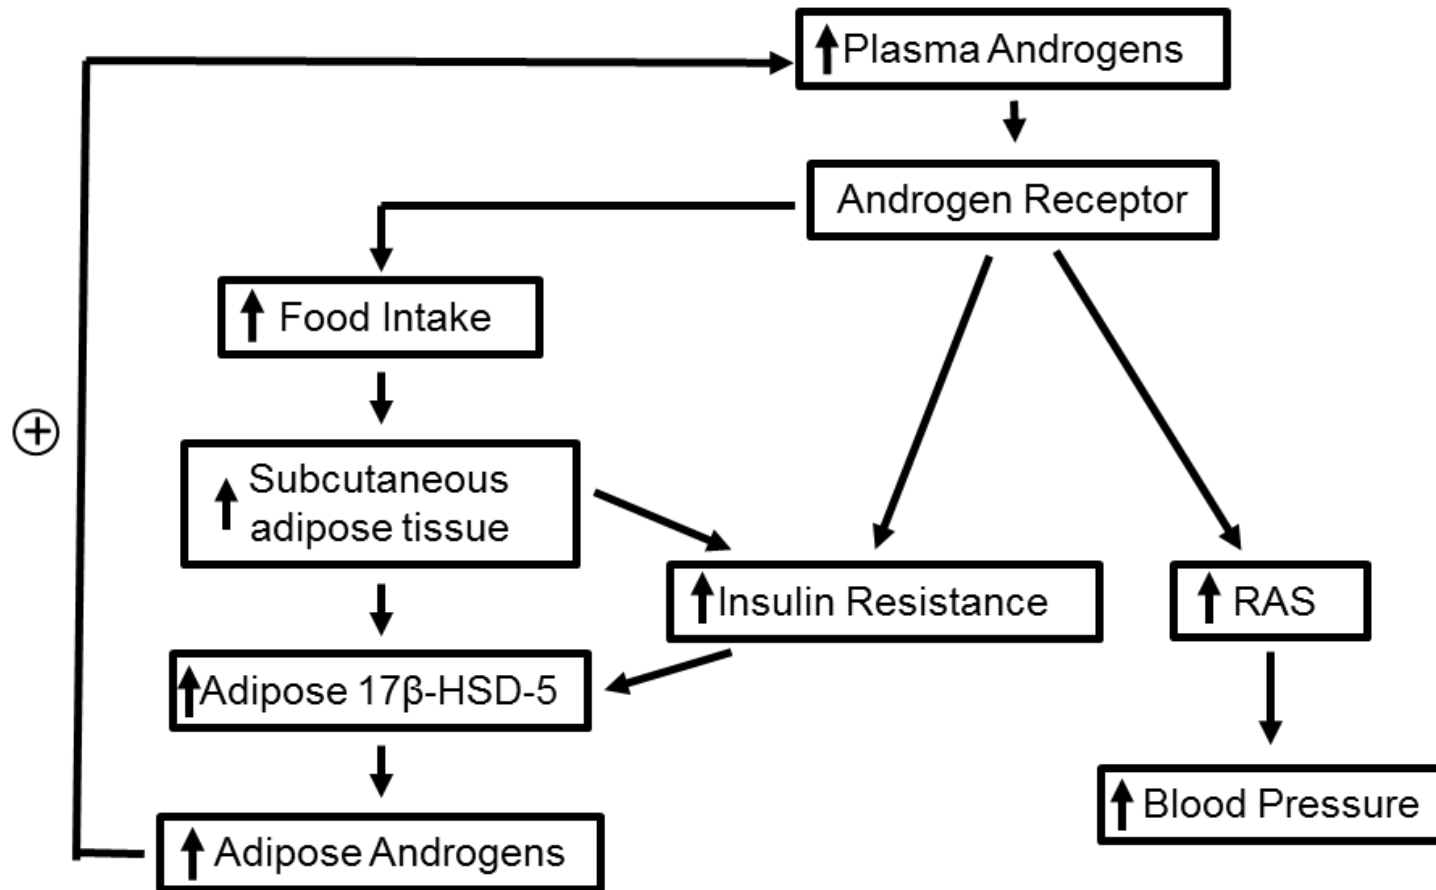 ↑Plasma Androgens
Androgen Receptor
↑ Food Intake
+
↑ Subcutaneous
adipose tissue
↑Insulin Resistance
↑ RAS
↑Adipose 17β-HSD-5
↑ Blood Pressure
↑ Adipose Androgens